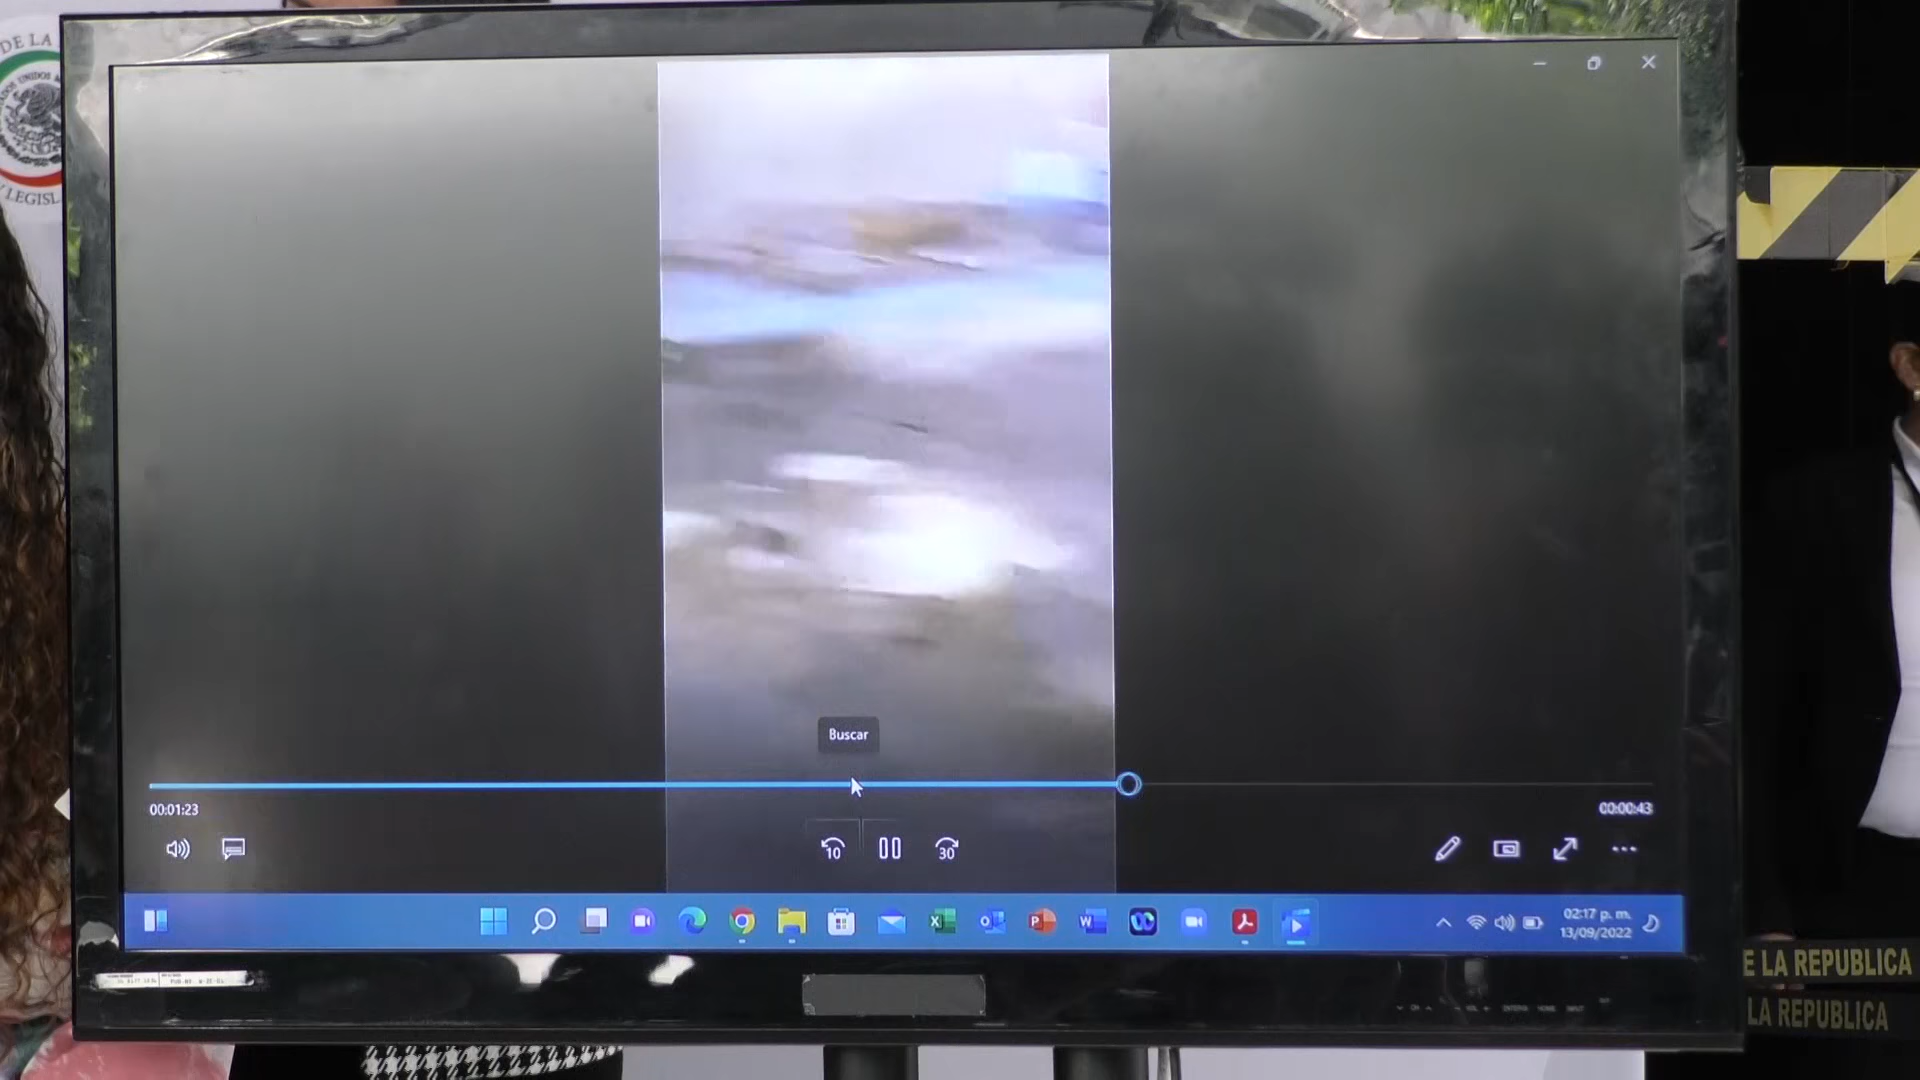 DE LA
UNIDOS
LEGISL
Buscar
00:01:23
00:00:43
10
30
02:17 p. m.
13/09/2022
E LA REPUBLICA
LA REPUBLICA